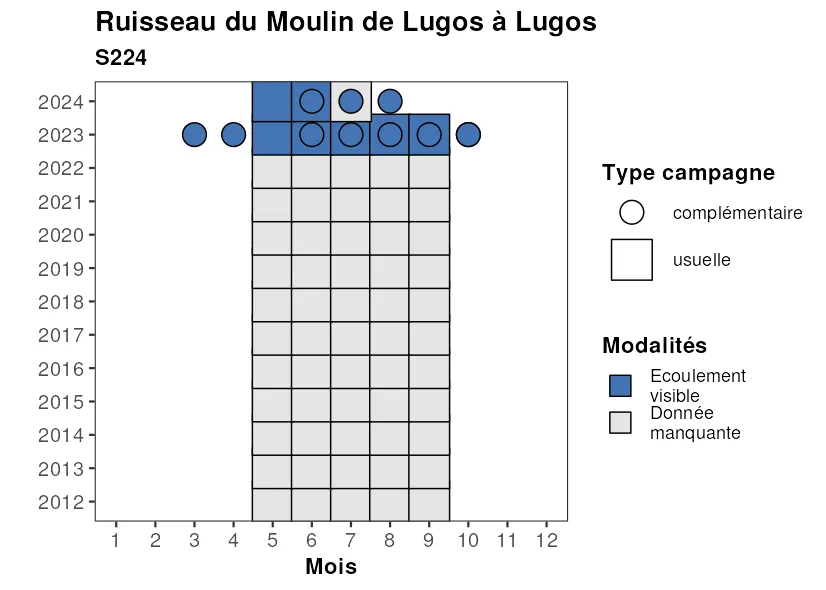 Ruisseau du Moulin de Lugos à Lugos
S224
2024
2023
2022
2021
2020
2019
2018
2017
2016
2015
2014
2013
2012
1 2 3 4 5 6 7 8 9 10 11 12
Mois
Type campagne
complémentaire
usuelle
Modalités
Ecoulement
visible
Donnée
manquante